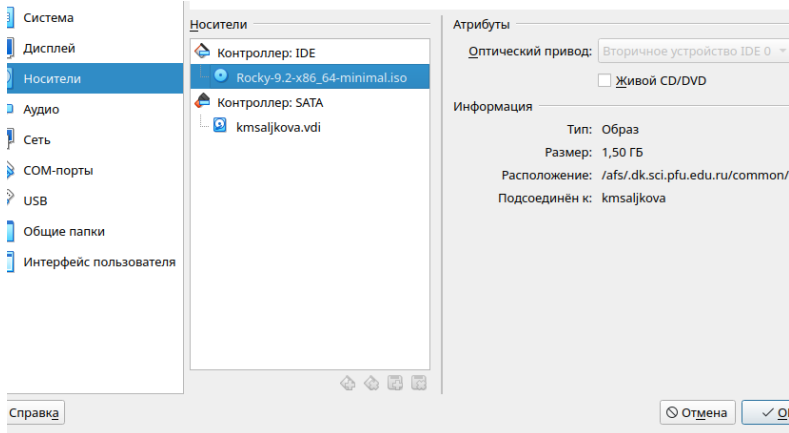 Система
Дисплей
Носители
Аудио
Сеть
COM-порты
USB
Общие папки
Интерфейс пользователя
Носители
Контроллер: IDE
Rocky-9.2-x86_64-minimal.iso
Контроллер: SATA
kmsaljkova.vdi
Атрибуты
Оптический привод: Вторичное устройство IDE 0
Живой CD/DVD
Информация
Тип: Образ
Размер: 1,50 ГБ
Расположение: /afs/.dk.sci.pfu.edu.ru/common/
Подсоединён к: kmsaljkova
Справка
Отмена